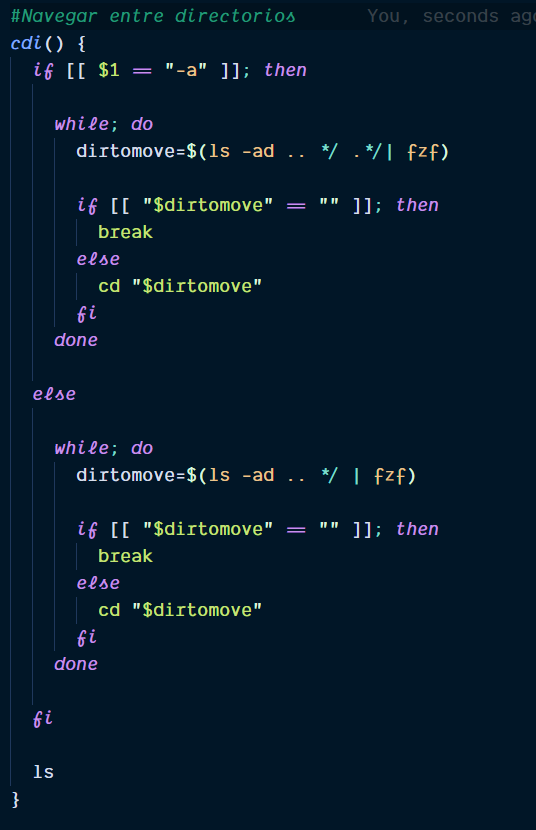 #Navegar entre directorios You, seconds ago
cdi() {
if [[ $1 == "-a" ]]; then
while; do
dirtomove=$(ls -ad .. */ .*/| fzf)
if [[ "$dirtomove" == "" ]]; then
break
else
cd "$dirtomove"
fi
done
else
while; do
dirtomove=$(ls -ad .. */ | fzf)
if [[ "$dirtomove" == "" ]]; then
break
else
cd "$dirtomove"
fi
done
fi
ls
}